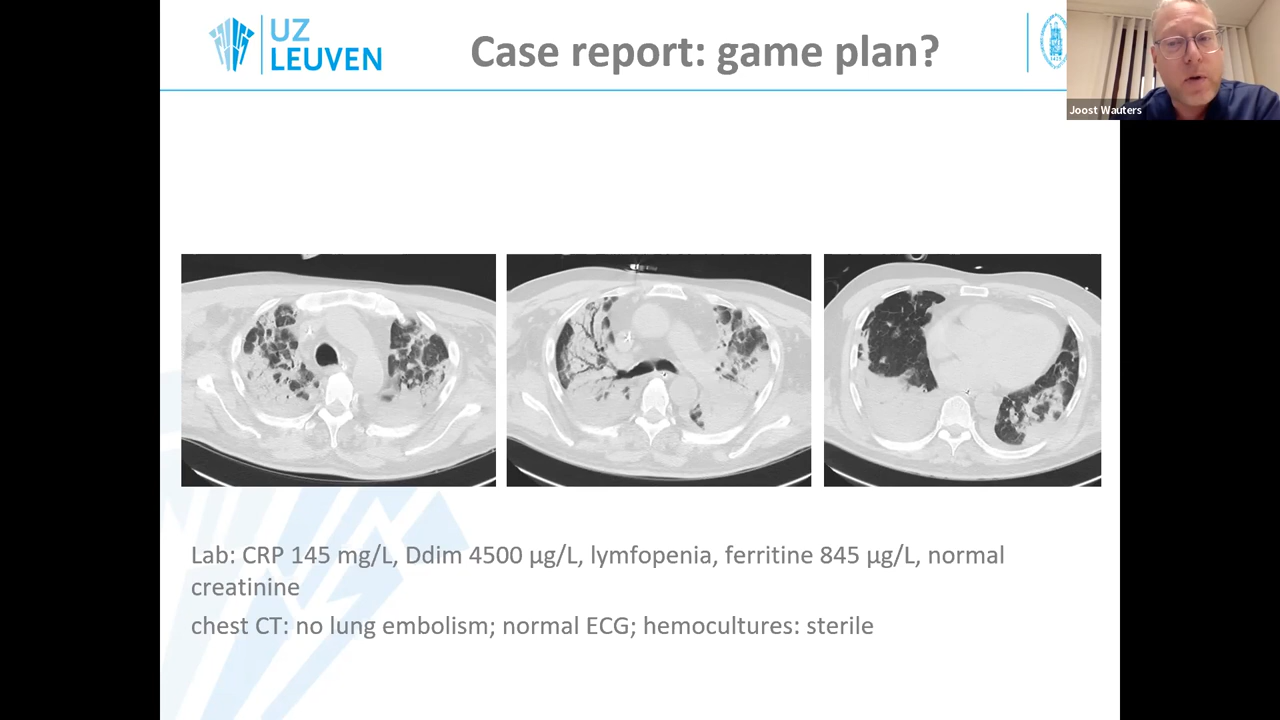 UZ
LEUVEN
Case report: game plan?
Joost Wauters
Lab: CRP 145 mg/L, Ddim 4500 µg/L, lymfopenia, ferritine 845 µg/L, normal
creatinine
chest CT: no lung embolism; normal ECG; hemocultures: sterile